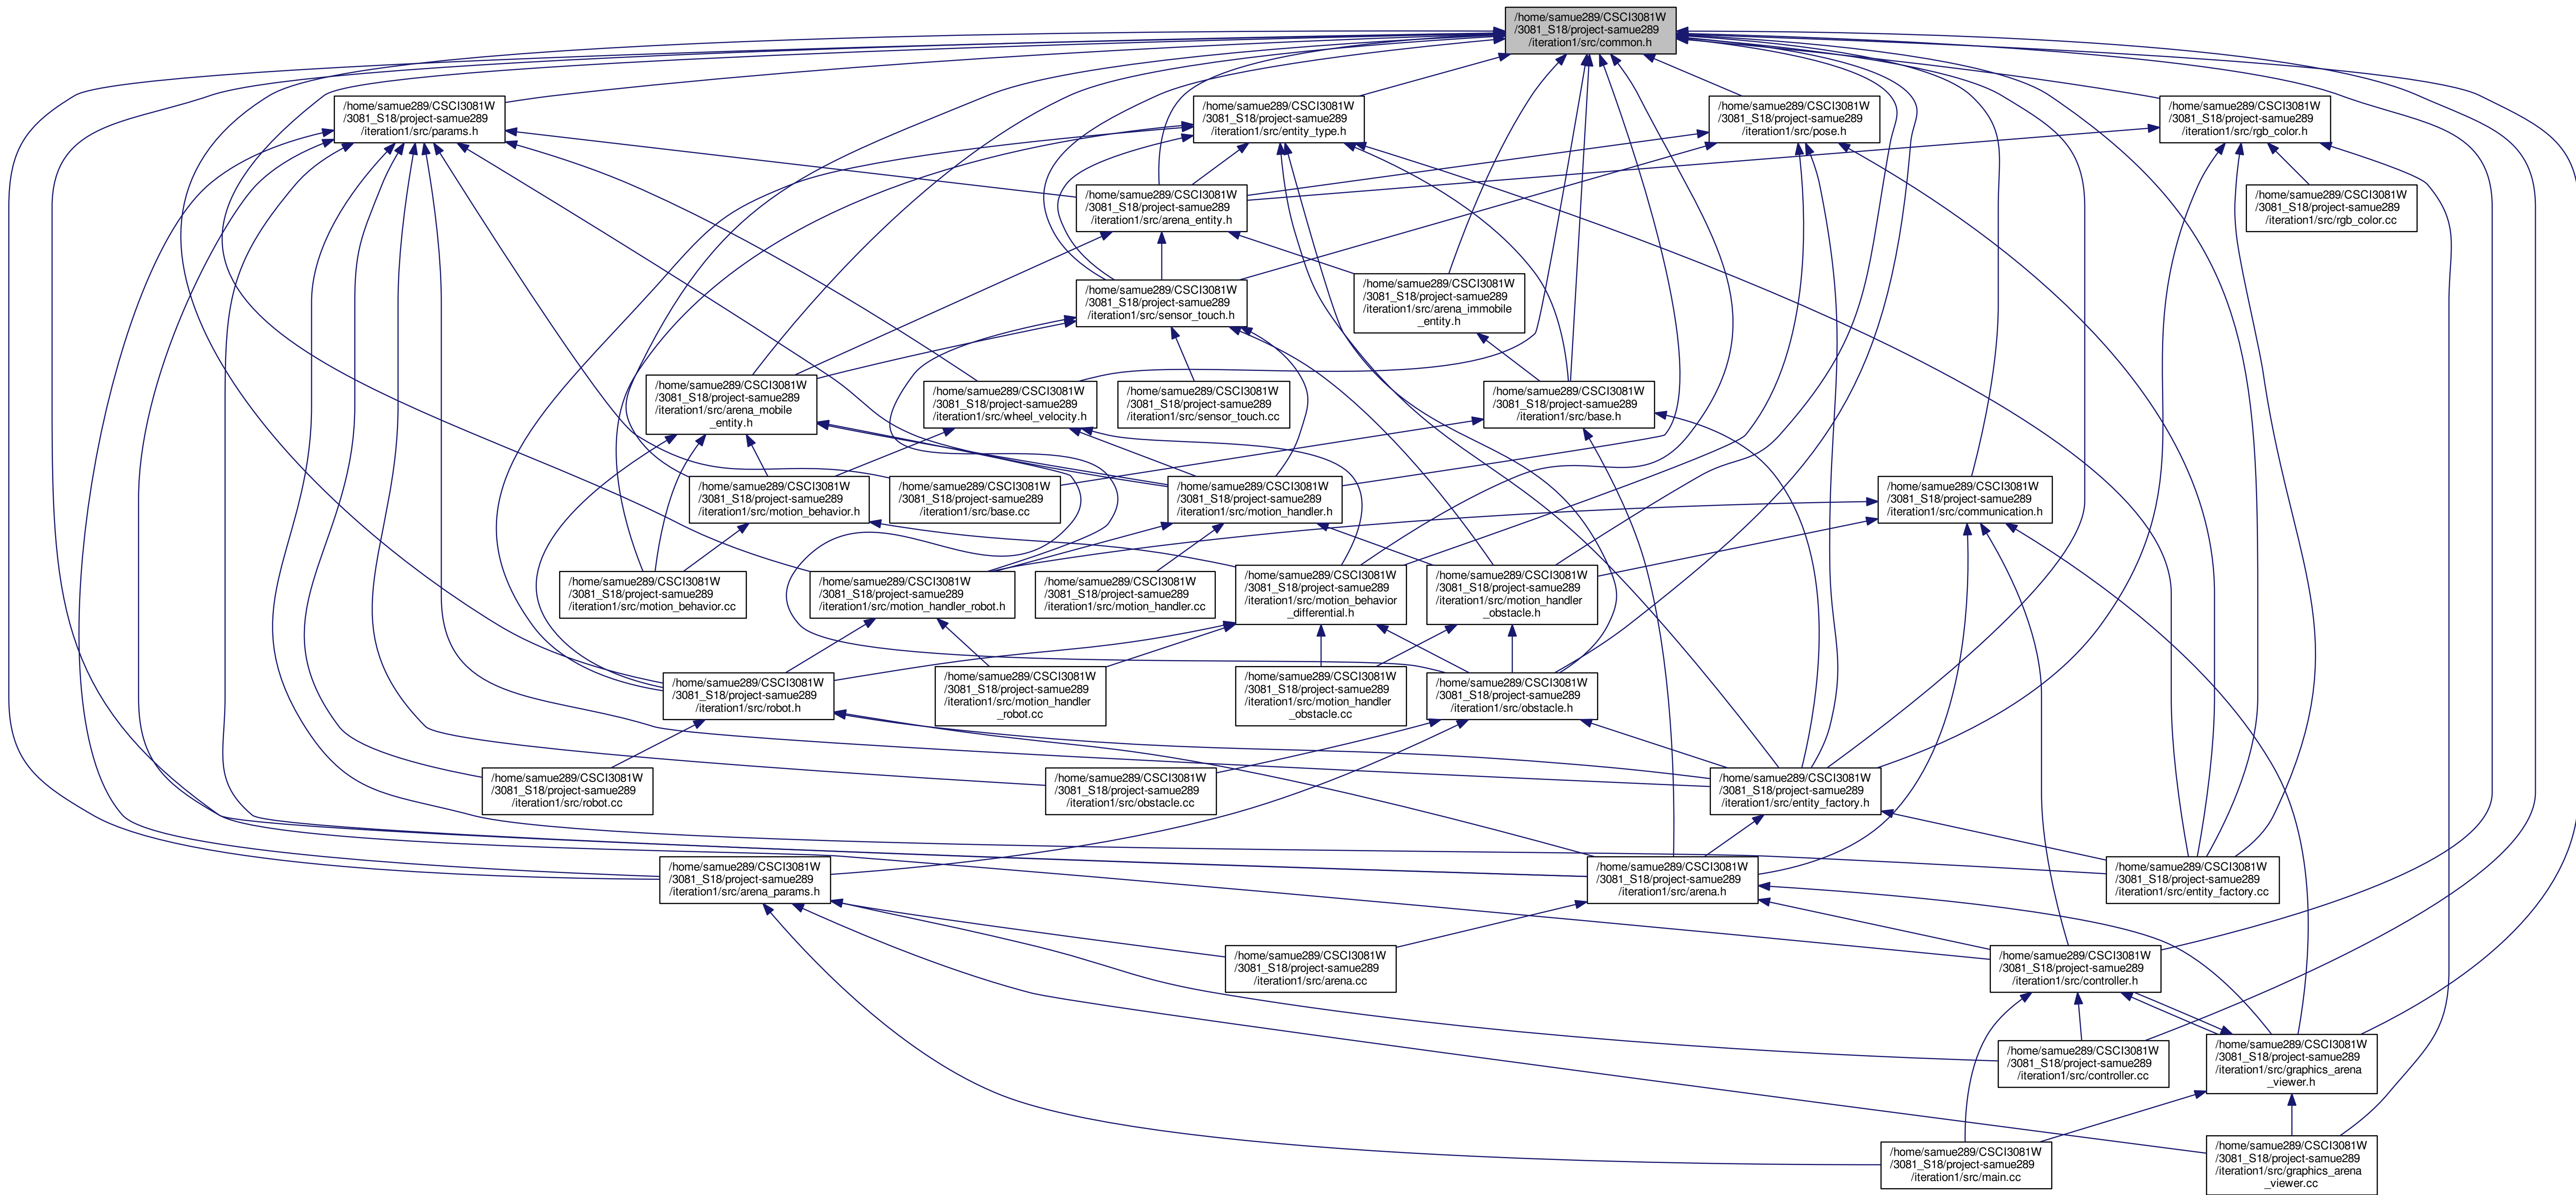 /home/samue289/CSCI3081W
/3081_S18/project-samue289
/iteration1/src/common.h
/home/samue289/CSCI3081W
/3081_S18/project-samue289
/iteration1/src/params.h
/home/samue289/CSCI3081W
/3081_S18/project-samue289
/iteration1/src/entity_type.h
/home/samue289/CSCI3081W
/3081_S18/project-samue289
/iteration1/src/pose.h
/home/samue289/CSCI3081W
/3081_S18/project-samue289
/iteration1/src/rgb_color.h
/home/samue289/CSCI3081W
/3081_S18/project-samue289
/iteration1/src/arena_entity.h
/home/samue289/CSCI3081W
/3081_S18/project-samue289
/iteration1/src/rgb_color.cc
/home/samue289/CSCI3081W
/3081_S18/project-samue289
/iteration1/src/sensor_touch.h
/home/samue289/CSCI3081W
/3081_S18/project-samue289
/iteration1/src/arena_immobile
_entity.h
/home/samue289/CSCI3081W
/3081_S18/project-samue289
/iteration1/src/arena_mobile
_entity.h
/home/samue289/CSCI3081W
/3081_S18/project-samue289
/iteration1/src/wheel_velocity.h
/home/samue289/CSCI3081W
/3081_S18/project-samue289
/iteration1/src/sensor_touch.cc
/home/samue289/CSCI3081W
/3081_S18/project-samue289
/iteration1/src/base.h
/home/samue289/CSCI3081W
/3081_S18/project-samue289
/iteration1/src/motion_behavior.h
/home/samue289/CSCI3081W
/3081_S18/project-samue289
/iteration1/src/base.cc
/home/samue289/CSCI3081W
/3081_S18/project-samue289
/iteration1/src/motion_handler.h
/home/samue289/CSCI3081W
/3081_S18/project-samue289
/iteration1/src/communication.h
/home/samue289/CSCI3081W
/3081_S18/project-samue289
/iteration1/src/motion_behavior.cc
/home/samue289/CSCI3081W
/3081_S18/project-samue289
/iteration1/src/motion_handler_robot.h
/home/samue289/CSCI3081W
/3081_S18/project-samue289
/iteration1/src/motion_handler.cc
/home/samue289/CSCI3081W
/3081_S18/project-samue289
/iteration1/src/motion_behavior
_differential.h
/home/samue289/CSCI3081W
/3081_S18/project-samue289
/iteration1/src/motion_handler
_obstacle.h
/home/samue289/CSCI3081W
/3081_S18/project-samue289
/iteration1/src/robot.h
/home/samue289/CSCI3081W
/3081_S18/project-samue289
/iteration1/src/motion_handler
_robot.cc
/home/samue289/CSCI3081W
/3081_S18/project-samue289
/iteration1/src/motion_handler
_obstacle.cc
/home/samue289/CSCI3081W
/3081_S18/project-samue289
/iteration1/src/obstacle.h
/home/samue289/CSCI3081W
/3081_S18/project-samue289
/iteration1/src/robot.cc
/home/samue289/CSCI3081W
/3081_S18/project-samue289
/iteration1/src/obstacle.cc
/home/samue289/CSCI3081W
/3081_S18/project-samue289
/iteration1/src/entity_factory.h
/home/samue289/CSCI3081W
/3081_S18/project-samue289
/iteration1/src/arena_params.h
/home/samue289/CSCI3081W
/3081_S18/project-samue289
/iteration1/src/arena.h
/home/samue289/CSCI3081W
/3081_S18/project-samue289
/iteration1/src/entity_factory.cc
/home/samue289/CSCI3081W
/3081_S18/project-samue289
/iteration1/src/arena.cc
/home/samue289/CSCI3081W
/3081_S18/project-samue289
/iteration1/src/controller.h
/home/samue289/CSCI3081W
/3081_S18/project-samue289
/iteration1/src/controller.cc
/home/samue289/CSCI3081W
/3081_S18/project-samue289
/iteration1/src/graphics_arena
_viewer.h
/home/samue289/CSCI3081W
/3081_S18/project-samue289
/iteration1/src/main.cc
/home/samue289/CSCI3081W
/3081_S18/project-samue289
/iteration1/src/graphics_arena
_viewer.cc